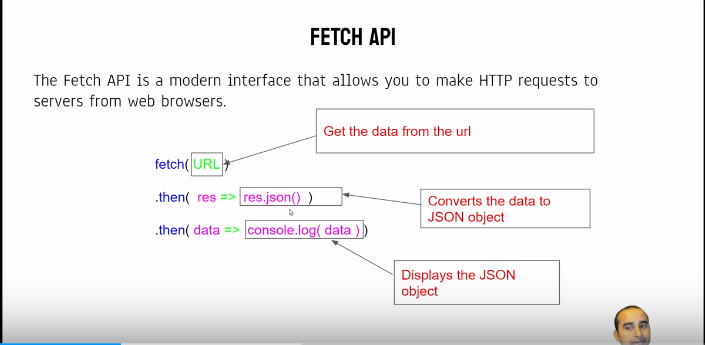 FETCH API
The Fetch API is a modern interface that allows you to make HTTP requests to
servers from web browsers.
Get the data from the url
fetch( URL )
.then( res => res.json() )
Converts the data to
JSON object
.then( data => console.log( data ) )
Displays the JSON
object